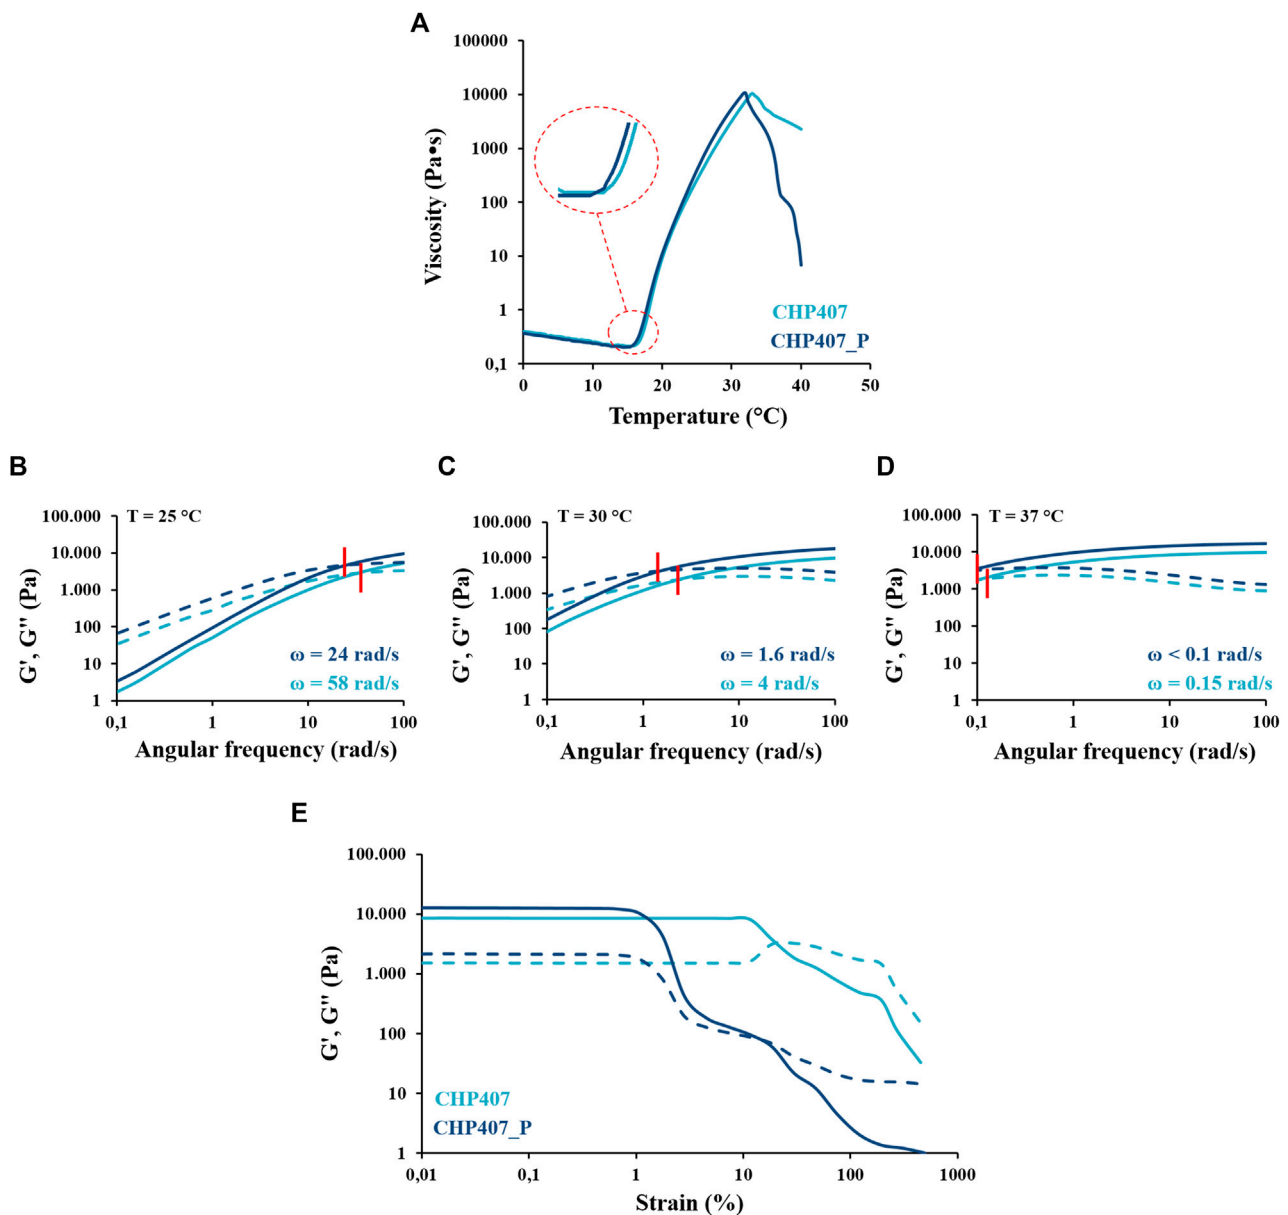 A
100000
10000
1000
100
10
1
0,1
Viscosity (Pa•s)
CHP407
CHP407_P
0 10 20 30 40 50
Temperature (°C)
B
T = 25 °C
100.000
10.000
1.000
100
10
1
G', G'' (Pa)
ω = 24 rad/s
ω = 58 rad/s
0,1 1 10 100
Angular frequency (rad/s)
C
T = 30 °C
100.000
10.000
1.000
100
10
1
G', G'' (Pa)
ω = 1.6 rad/s
ω = 4 rad/s
0,1 1 10 100
Angular frequency (rad/s)
D
T = 37 °C
100.000
10.000
1.000
100
10
1
G', G'' (Pa)
ω < 0.1 rad/s
ω = 0.15 rad/s
0,1 1 10 100
Angular frequency (rad/s)
E
100.000
10.000
1.000
100
10
1
G', G'' (Pa)
CHP407
CHP407_P
0,01 0,1 1 10 100 1000
Strain (%)